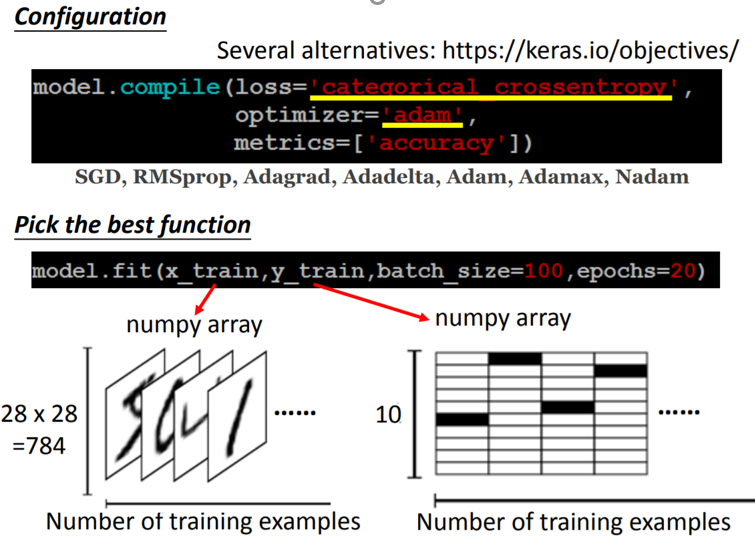 Configuration
Several alternatives: https://keras.io/objectives/
model.compile(loss='categorical_crossentropy',
optimizer='adam',
metrics=['accuracy'])
SGD, RMSprop, Adagrad, Adadelta, Adam, Adamax, Nadam
Pick the best function
model.fit(x_train,y_train,batch_size=100,epochs=20)
numpy array
numpy array
28 x 28
=784
......
10
......
Number of training examples
Number of training examples